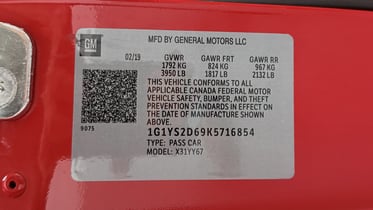 GM
MFD BY GENERAL MOTORS LLC
02/19 GVWR GAWR FRT GAWR RR
1792 KG 824 KG 967 KG
3950 LB 1817 LB 2132 LB
THIS VEHICLE CONFORMS TO ALL
APPLICABLE CANADA FEDERAL MOTOR
VEHICLE SAFETY, BUMPER, AND THEFT
PREVENTION STANDARDS IN EFFECT ON
THE DATE OF MANUFACTURE SHOWN
ABOVE.
9075
1G1YS2D69K5716854
TYPE: PASS CAR
MODEL: X31YY67